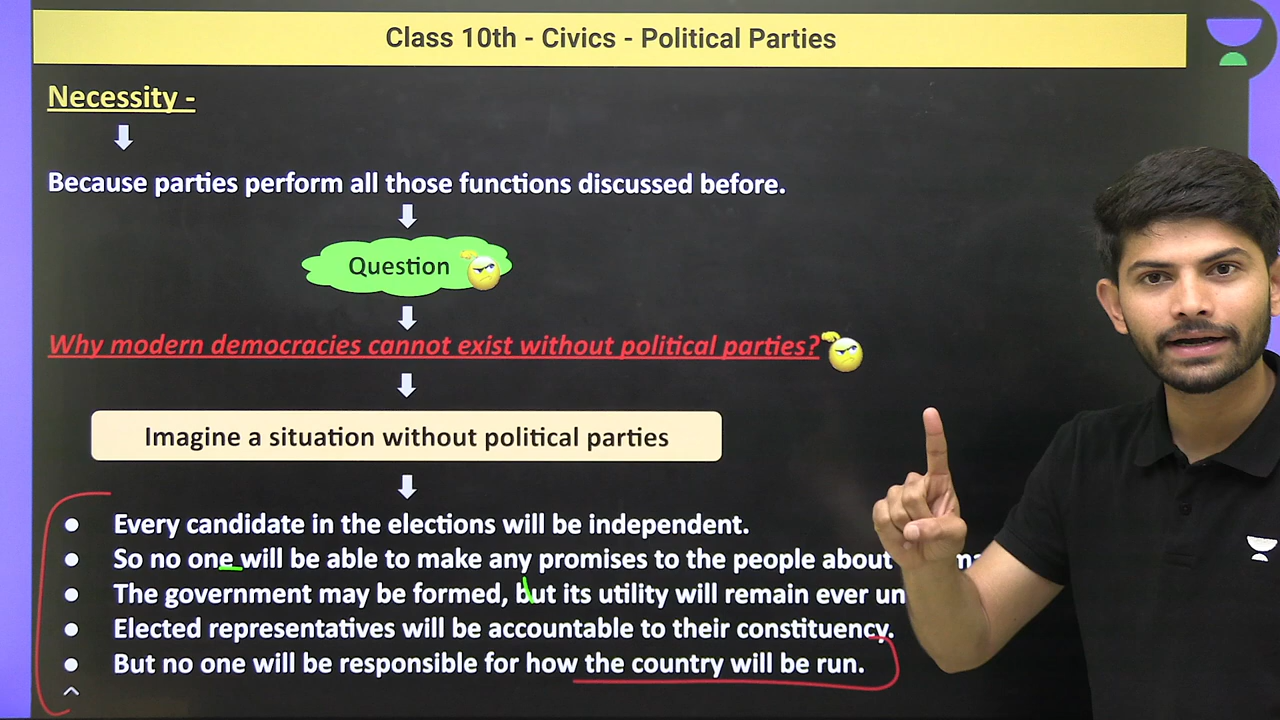 Class 10th - Civics - Political Parties
Necessity -
Because parties perform all those functions discussed before.
Question
Why modern democracies cannot exist without political parties?
Imagine a situation without political parties
● Every candidate in the elections will be independent.
● So no one will be able to make any promises to the people about
● The government may be formed, but its utility will remain ever
● Elected representatives will be accountable to their constituency.
● But no one will be responsible for how the country will be run.